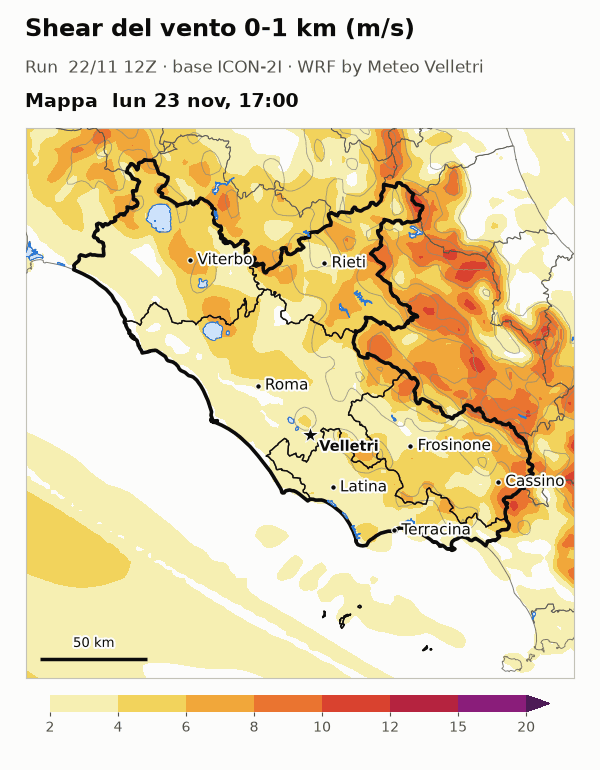 Shear del vento 0-1 km (m/s)
Run  22/11 12Z · base ICON-2I · WRF by Meteo Velletri
Mappa  lun 23 nov, 17:00
Viterbo
Rieti
Roma
Velletri
Frosinone
Latina
Cassino
Terracina
50 km
2 4 6 8 10 12 15 20